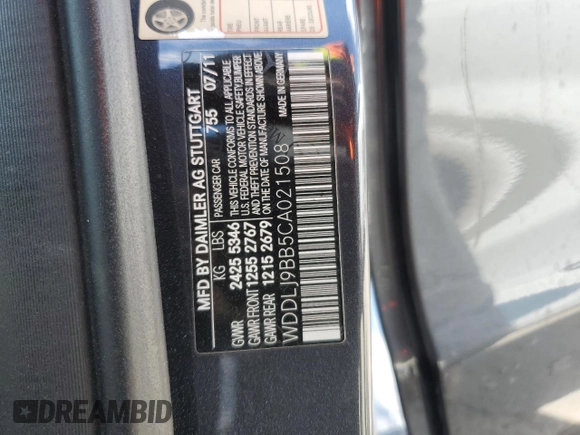 MFD BY DAIMLER AG STUTTGART
PASSENGER CAR 755 07/11
KG LBS
GVWR 2425 5346
GAWR FRONT 1255 2767
GAWR REAR 1215 2679
THIS VEHICLE CONFORMS TO ALL APPLICABLE
U.S. FEDERAL MOTOR VEHICLE SAFETY,BUMPER
AND THEFT PREVENTION STANDARDS IN EFFECT
ON THE DATE OF MANUFACTURE SHOWN ABOVE
MADE IN GERMANY
WDDLJ9BB5CA021508
DREAMBID